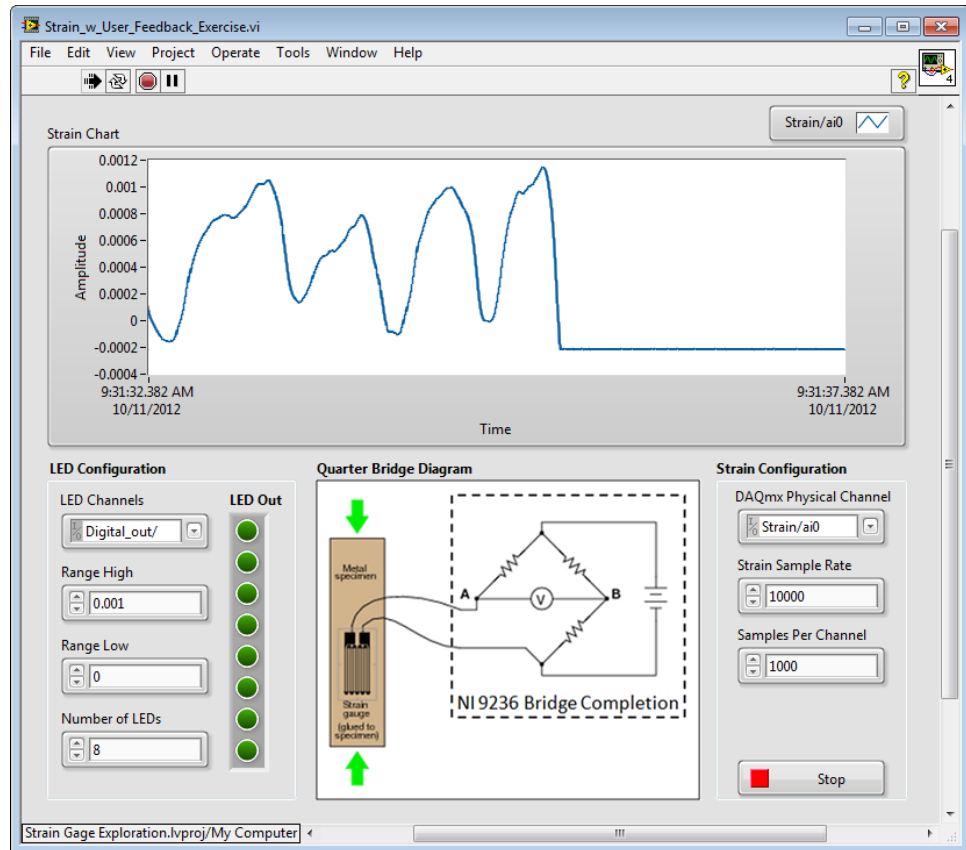 Strain_w_User_Feedback_Exercise.vi
File Edit View Project Operate Tools Window Help
?
4
Strain Chart
Strain/ai0
0.0012
0.001
0.0008
0.0006
0.0004
0.0002
0
-0.0002
-0.0004
Amplitude
9:31:32.382 AM
10/11/2012
9:31:37.382 AM
10/11/2012
Time
LED Configuration
LED Channels
I/O Digital_out/
Range High
0.001
Range Low
0
Number of LEDs
8
LED Out
Quarter Bridge Diagram
Metal
specimen
Strain
gauge
(glued to
specimen)
A
V
B
NI 9236 Bridge Completion
Strain Configuration
DAQmx Physical Channel
I/O Strain/ai0
Strain Sample Rate
10000
Samples Per Channel
1000
Stop
Strain Gage Exploration.lvproj/My Computer